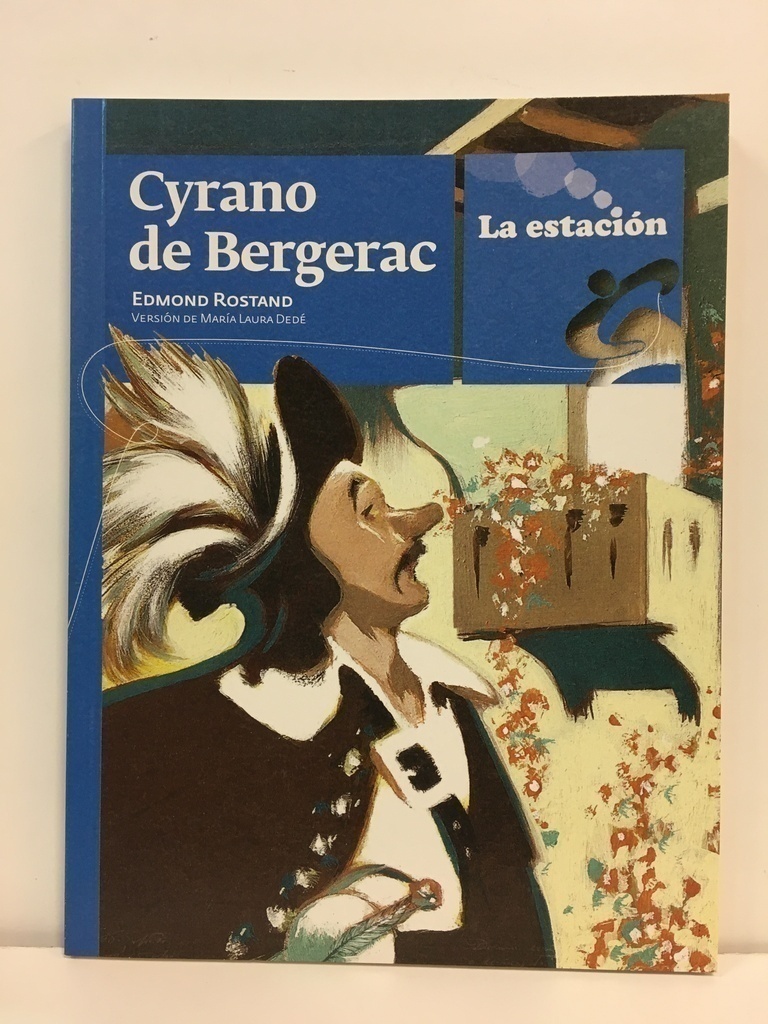 Cyrano
de Bergerac
EDMOND ROSTAND
VERSIÓN DE MARÍA LAURA DEDÉ
La estación